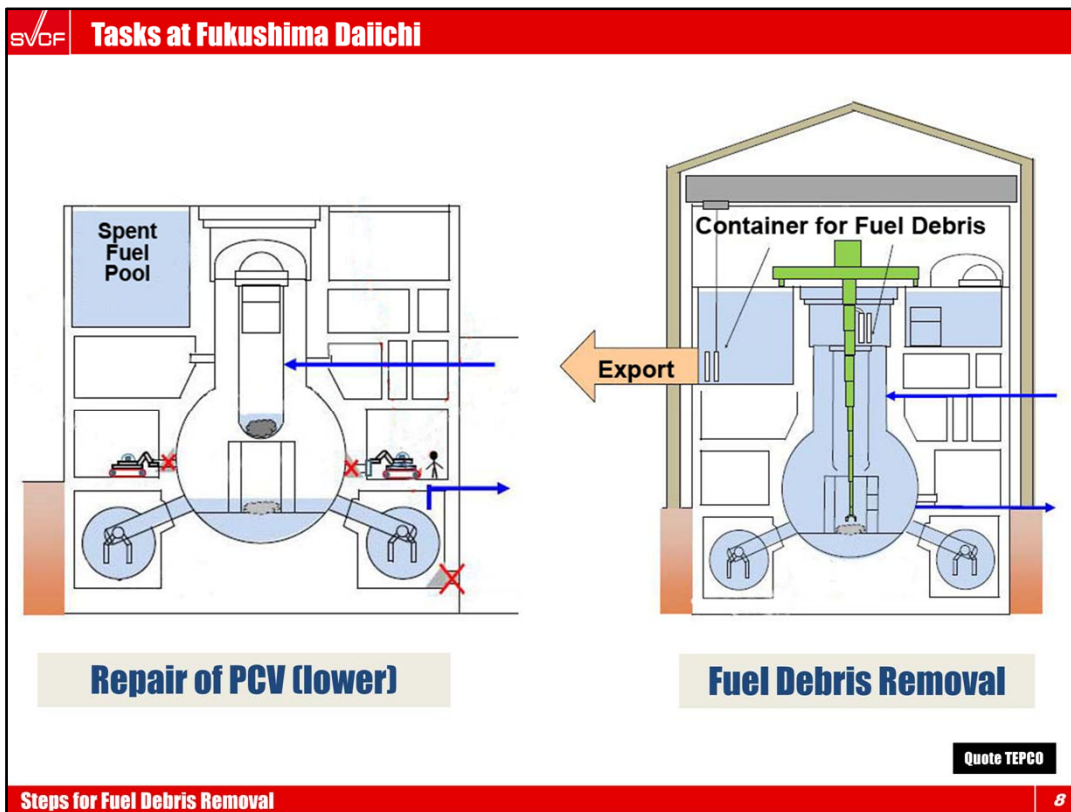 SVCF
Tasks at Fukushima Daiichi
Spent
Fuel
Pool
Container for Fuel Debris
Export
Repair of PCV (lower)
Fuel Debris Removal
Quote TEPCO
Steps for Fuel Debris Removal
8